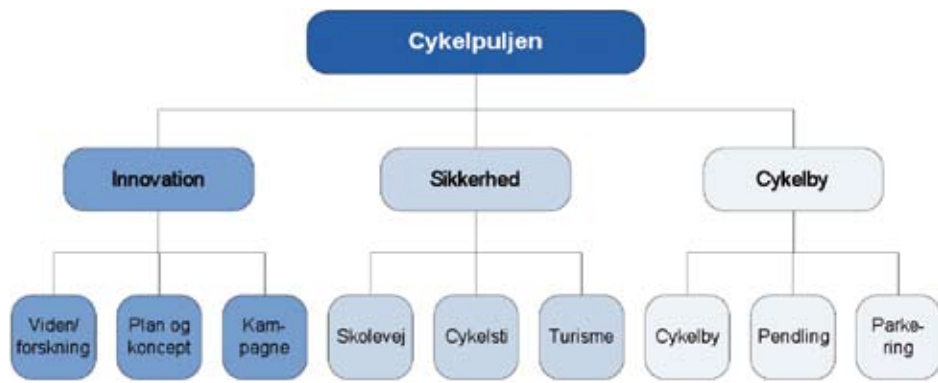 Cykelpuljen
Innovation
Sikkerhed
Cykelby
Viden/
forskning
Plan og
koncept
Kam-
pagne
Skolevej
Cykelsti
Turisme
Cykelby
Pendling
Parke-
ring